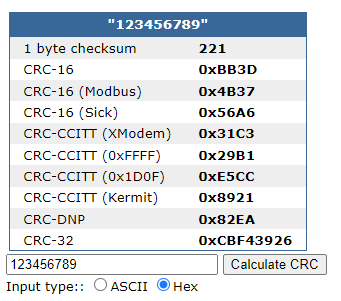 "123456789"
1 byte checksum 221
CRC-16 0xBB3D
CRC-16 (Modbus) 0x4B37
CRC-16 (Sick) 0x56A6
CRC-CCITT (XModem) 0x31C3
CRC-CCITT (0xFFFF) 0x29B1
CRC-CCITT (0x1D0F) 0xE5CC
CRC-CCITT (Kermit) 0x8921
CRC-DNP 0x82EA
CRC-32 0xCBF43926
123456789 Calculate CRC
Input type:: ASCII Hex